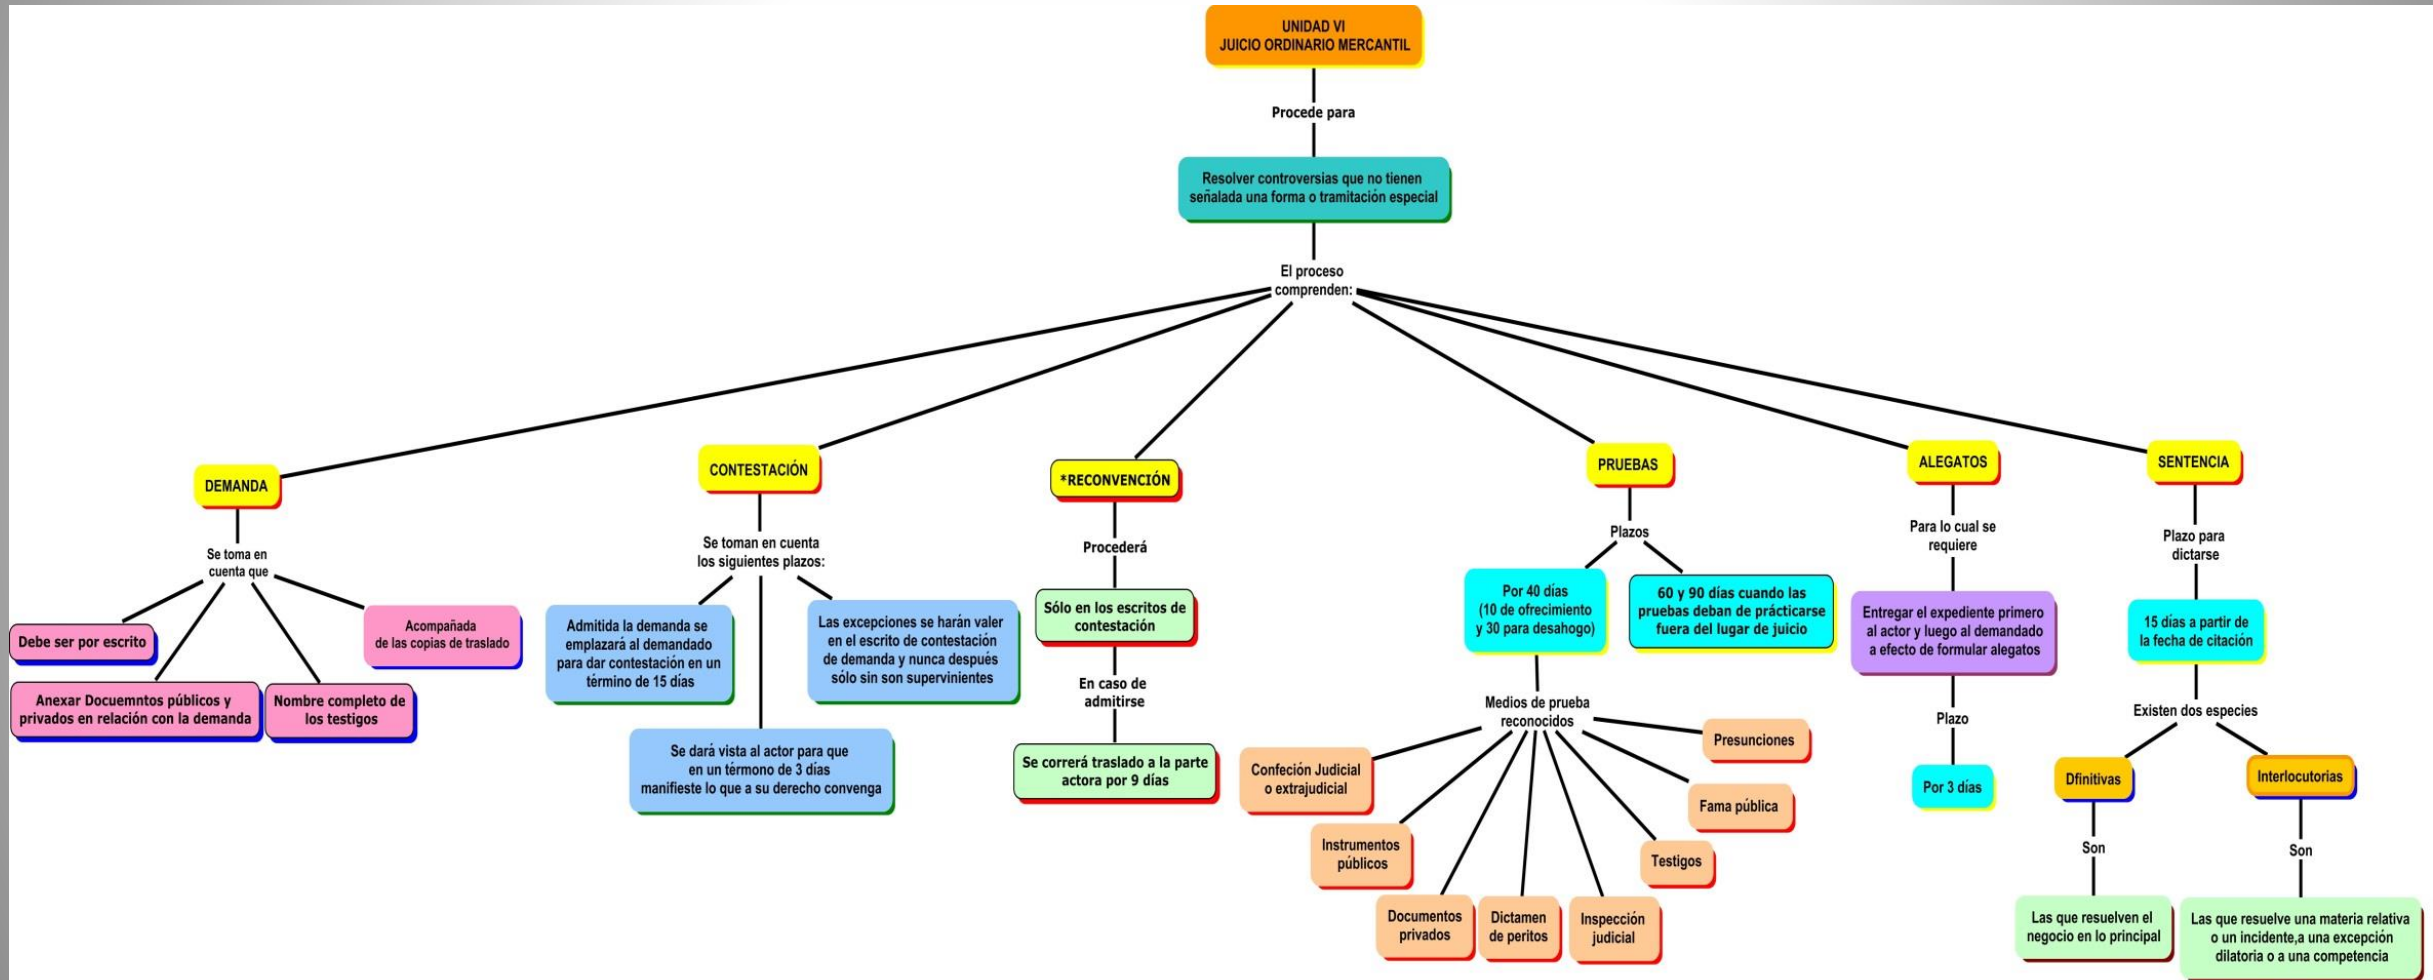 UNIDAD VI
JUICIO ORDINARIO MERCANTIL
Procede para
Resolver controversias que no tienen
señalada una forma o tramitación especial
El proceso
comprenden:
DEMANDA
Se toma en
cuenta que
Debe ser por escrito
Anexar Docuemntos públicos y
privados en relación con la demanda
Nombre completo de
los testigos
Acompañada
de las copias de traslado
CONTESTACIÓN
Se toman en cuenta
los siguientes plazos:
Admitida la demanda se
emplazará al demandado
para dar contestación en un
término de 15 días
Se dará vista al actor para que
en un térmono de 3 días
manifieste lo que a su derecho convenga
Las excepciones se harán valer
en el escrito de contestación
de demanda y nunca después
sólo sin son supervinientes
*RECONVENCIÓN
Procederá
Sólo en los escritos de
contestación
En caso de
admitirse
Se correrá traslado a la parte
actora por 9 días
PRUEBAS
Plazos
Por 40 días
(10 de ofrecimiento
y 30 para desahogo)
60 y 90 días cuando las
pruebas deban de prácticarse
fuera del lugar de juicio
Medios de prueba
reconocidos
Confeción Judicial
o extrajudicial
Instrumentos
públicos
Documentos
privados
Dictamen
de peritos
Inspección
judicial
Testigos
Fama pública
Presunciones
ALEGATOS
Para lo cual se
requiere
Entregar el expediente primero
al actor y luego al demandado
a efecto de formular alegatos
Plazo
Por 3 días
SENTENCIA
Plazo para
dictarse
15 días a partir de
la fecha de citación
Existen dos especies
Dfinitivas
Son
Las que resuelven el
negocio en lo principal
Interlocutorias
Son
Las que resuelve una materia relativa
o un incidente,a una excepción
dilatoria o a una competencia